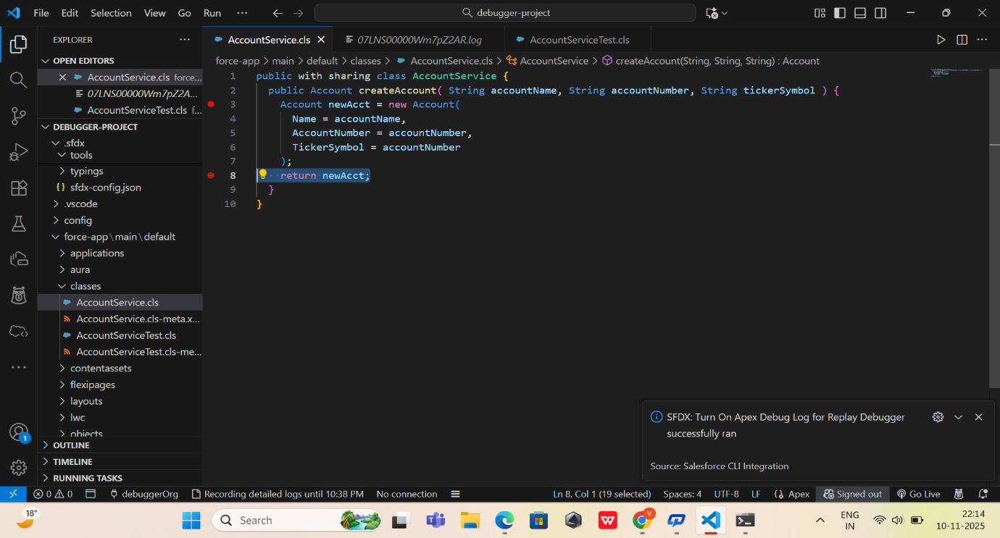 File Edit Selection View Go Run ··· debugger-project
EXPLORER ···
OPEN EDITORS
AccountService.cls force...
07LNS00000Wm7pZ2A...
AccountServiceTest.cls f...
DEBUGGER-PROJECT
.sfdx
tools
typings
{} sfdx-config.json
.vscode
config
force-app\main\default
applications
aura
classes
AccountService.cls
AccountService.cls-meta.x...
AccountServiceTest.cls
AccountServiceTest.cls-me...
contentassets
flexipages
layouts
lwc
objects
OUTLINE
TIMELINE
RUNNING TASKS
1
AccountService.cls 07LNS00000Wm7pZ2AR.log AccountServiceTest.cls
force-app > main > default > classes > AccountService.cls > AccountService > createAccount(String, String, String) : Account
1 public with sharing class AccountService {
2 public Account createAccount( String accountName, String accountNumber, String tickerSymbol ) {
3 Account newAcct = new Account(
4 Name = accountName,
5 AccountNumber = accountNumber,
6 TickerSymbol = accountNumber
7 );
8 return newAcct;
9 }
10 }
SFDX: Turn On Apex Debug Log for Replay Debugger
successfully ran
Source: Salesforce CLI Integration
0 0 debuggerOrg Recording detailed logs until 10:38 PM No connection Ln 8, Col 1 (19 selected) Spaces: 4 UTF-8 LF Apex Signed out Go Live
18° Search V ENG 22:14
IN 10-11-2025